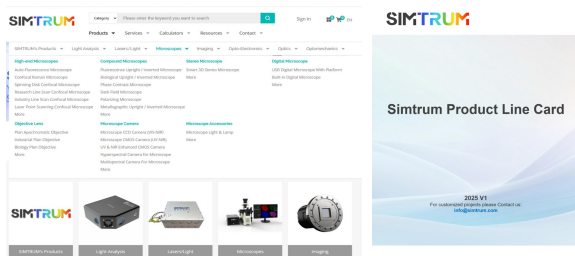 SIMTRUM
Category
Please enter the keyword you want to search
Sign In
EN
Products
Services
Calculators
Resources
Contact
SIMTRUM's Products
Light Analysis
Lasers/Light
Microscopes
Imaging
Opto-Electronics
Optics
Optomechanics
High-end Microscopes
Auto-Fluorescence Microscope
Confocal Raman Microscope
Spinning Disk Confocal Microscope
Research Line Scan Confocal Microscope
Industry Line Scan Confocal Microscope
Laser Point Scanning Confocal Microscope
More
Compound Microscopes
Fluorescence Upright / Inverted Microscope
Biological Upright / Inverted Microscope
Phase Contrast Microscope
Dark-Field Microscope
Polarizing Microscope
Metallographic Upright / Inverted Microscope
More
Stereo Microscope
Smart 3D Stereo Microscope
More
Digital Microscope
USB Digital Microscope With Platform
Built-in Digital Microscope
More
Objective Lens
Plan Apochromatic Objective
Industrial Plan Objective
Biology Plan Objective
More
Microscope Camera
Microscope CCD Camera (VIS-NIR)
Microscope CMOS Camera (UV-NIR)
UV & NIR Enhanced CMOS Camera
Hyperspectral Camera for Microscope
Multispectral Camera for Microscope
More
Microscope Accessories
Microscope Light & Lamp
More
SIMTRUM
SIMTRUM's Products
Light Analysis
Lasers/Light
Microscopes
Imaging
SIMTRUM
Simtrum Product Line Card
2025 V1
For customized projects please Contact us:
info@simtrum.com